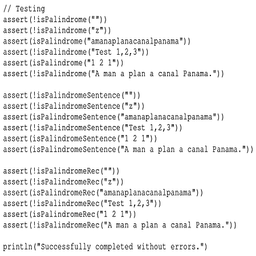 // Testing
assert(!isPalindrome(""))
assert(!isPalindrome("z"))
assert(isPalindrome("amanaplanacanalpanama"))
assert(!isPalindrome("Test 1,2,3"))
assert(isPalindrome("1 2 1"))
assert(!isPalindrome("A man a plan a canal Panama."))
assert(!isPalindromeSentence(""))
assert(!isPalindromeSentence("z"))
assert(isPalindromeSentence("amanaplanacanalpanama"))
assert(!isPalindromeSentence("Test 1,2,3"))
assert(isPalindromeSentence("1 2 1"))
assert(isPalindromeSentence("A man a plan a canal Panama."))
assert(!isPalindromeRec(""))
assert(!isPalindromeRec("z"))
assert(isPalindromeRec("amanaplanacanalpanama"))
assert(!isPalindromeRec("Test 1,2,3"))
assert(isPalindromeRec("1 2 1"))
assert(!isPalindromeRec("A man a plan a canal Panama."))
println("Successfully completed without errors.")